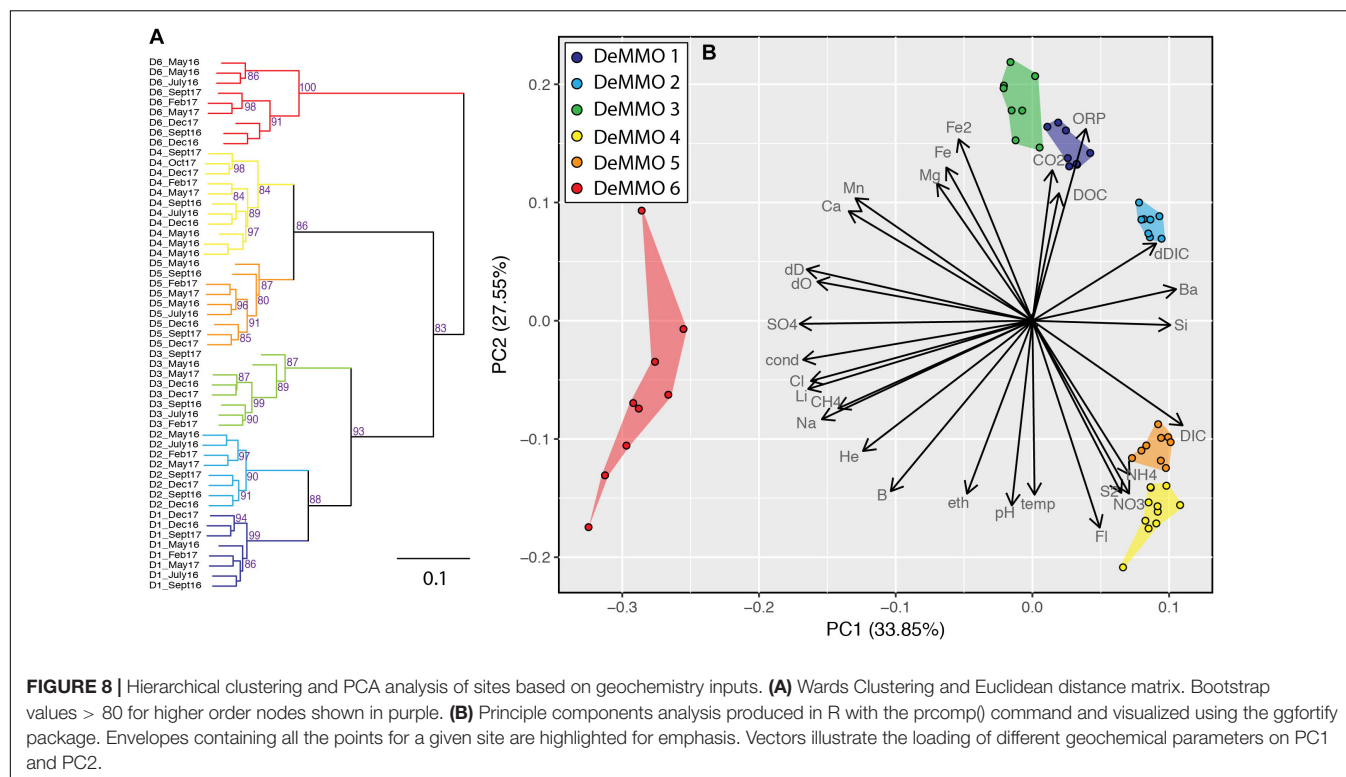 A
D6_May16
D6_May16
D6_July16
D6_Sept17
D6_Feb17
D6_May17
D6_Dec17
D6_Sept16
D6_Dec16
D4_Sept17
D4_Oct17
D4_Dec17
D4_Feb17
D4_May17
D4_Sept16
D4_July16
D4_Dec16
D4_May16
D4_May16
D4_May16
D5_May16
D5_Sept16
D5_Feb17
D5_May17
D5_May16
D5_July16
D5_Dec16
D5_Sept17
D5_Dec17
D3_Sept17
D3_May16
D3_May17
D3_Dec16
D3_Dec17
D3_Sept16
D3_July16
D3_Feb17
D2_May16
D2_July16
D2_Feb17
D2_May17
D2_Sept17
D2_Dec17
D2_Sept16
D2_Dec16
D1_Dec17
D1_Dec16
D1_Sept17
D1_May16
D1_Feb17
D1_May17
D1_July16
D1_Sept16
86
100
98
91
98
84
84
89
97
86
87
80
96
91
85
83
87
87
89
99
90
93
97
90
91
88
94
99
86
0.1
B
DeMMO 1
DeMMO 2
DeMMO 3
DeMMO 4
DeMMO 5
DeMMO 6
PC2 (27.55%)
0.2
0.1
0.0
−0.1
−0.2
ORP
Fe2
Fe
CO2
Mg
DOC
Mn
Ca
dDIC
dD
dO
Ba
SO4
Si
cond
Cl
Li
CH4
Na
DIC
He
NH4
B
eth
pH
temp
S2
NO3
Fl
−0.3
−0.2
−0.1
0.0
0.1
PC1 (33.85%)
FIGURE 8 | Hierarchical clustering and PCA analysis of sites based on geochemistry inputs. (A) Wards Clustering and Euclidean distance matrix. Bootstrap
values > 80 for higher order nodes shown in purple. (B) Principle components analysis produced in R with the prcomp() command and visualized using the ggfortify
package. Envelopes containing all the points for a given site are highlighted for emphasis. Vectors illustrate the loading of different geochemical parameters on PC1
and PC2.